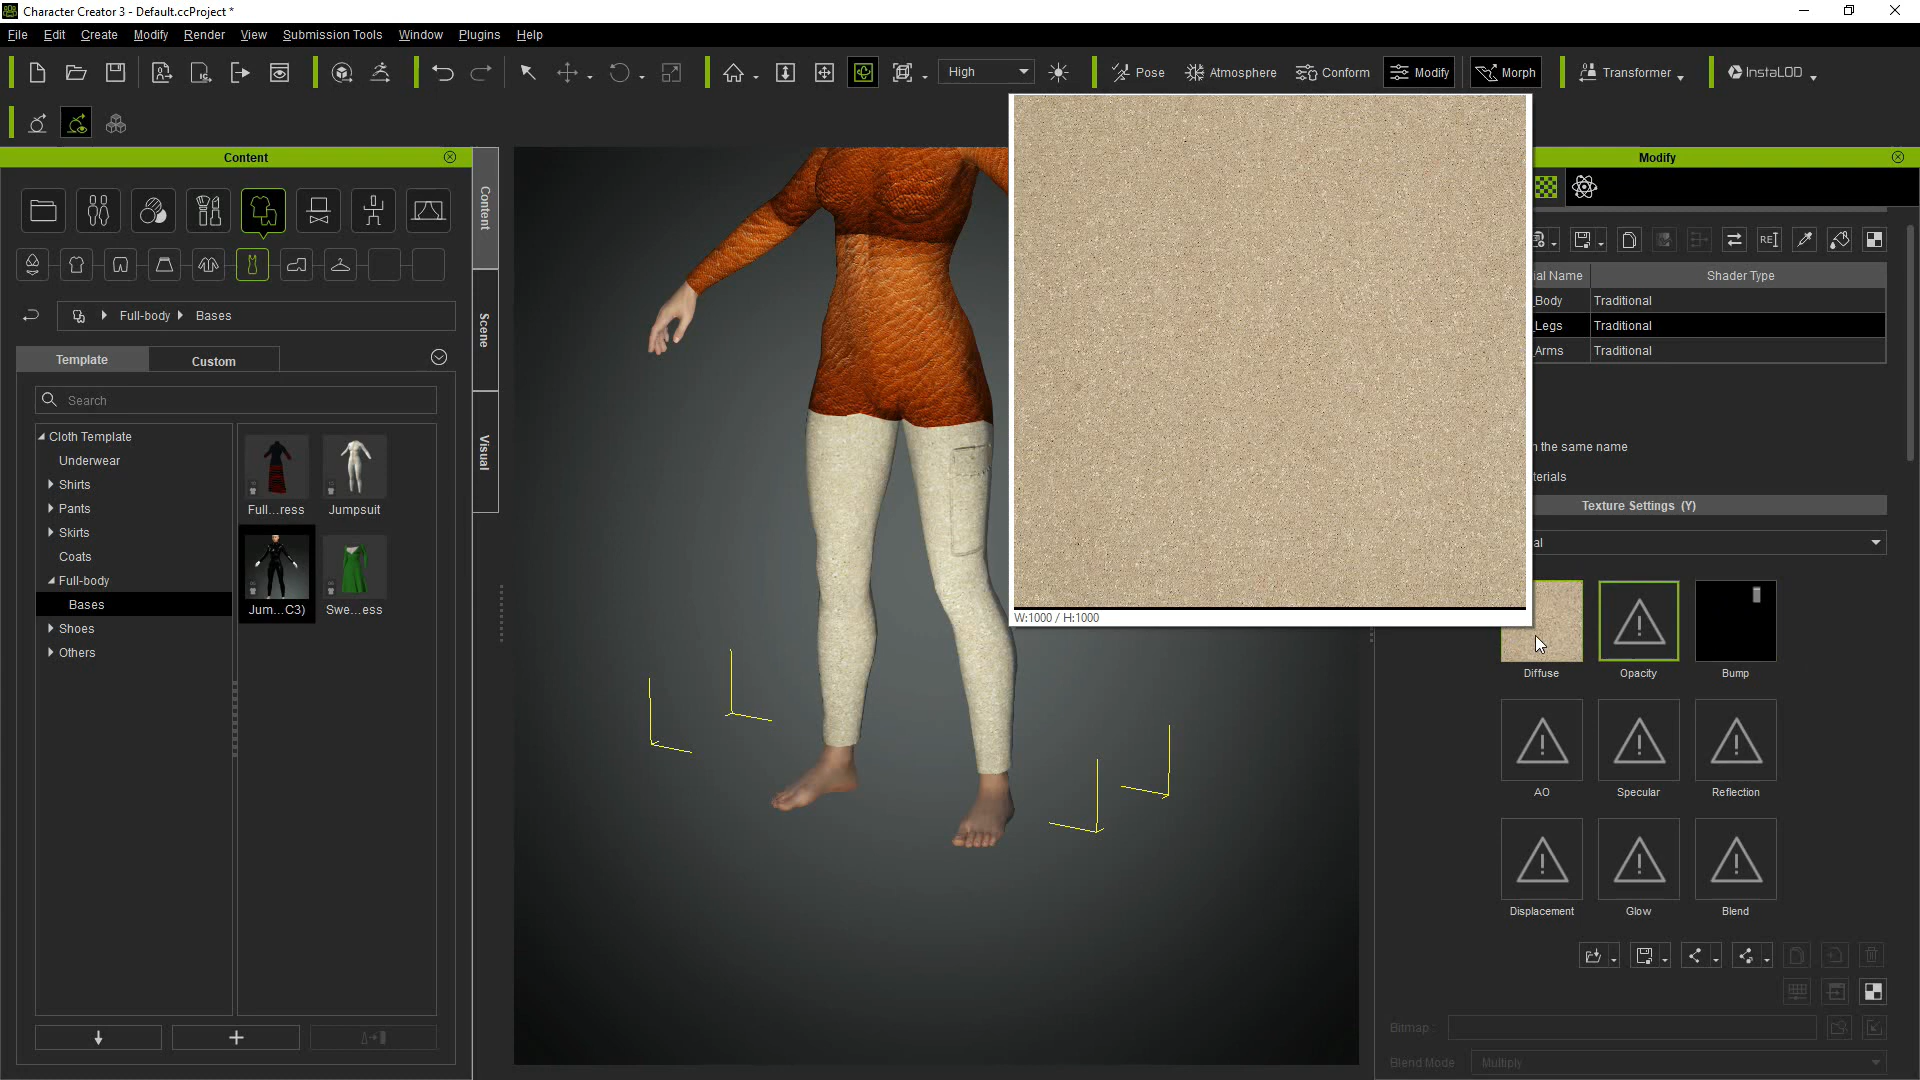 Character Creator 3 - Default.ccProject *
File Edit Create Modify Render View Submission Tools Window Plugins Help
High Pose Atmosphere Conform Modify Morph Transformer InstaLOD
Content
Content
Scene
Visual
Full-body Bases
Template Custom
Search
Cloth Template
Underwear
Shirts
Pants
Skirts
Coats
Full-body
Bases
Shoes
Others
Full...ress Jumpsuit
Jum...C3) Swe...ess
W:1000 / H:1000
Modify
ial Name Shader Type
Body Traditional
Legs Traditional
Arms Traditional
n the same name
terials
Texture Settings (Y)
al
Diffuse Opacity Bump
AO Specular Reflection
Displacement Glow Blend
Bitmap :
Blend Mode Multiply